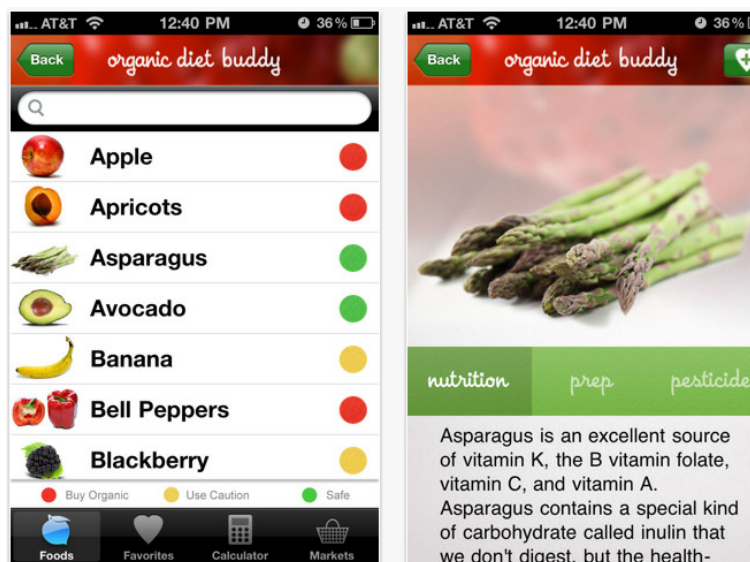 AT&T 12:40 PM 36%
Back organic diet buddy
Apple
Apricots
Asparagus
Avocado
Banana
Bell Peppers
Blackberry
Buy Organic Use Caution Safe
Foods Favorites Calculator Markets
AT&T 12:40 PM 36%
Back organic diet buddy
nutrition prep pesticide
Asparagus is an excellent source
of vitamin K, the B vitamin folate,
vitamin C, and vitamin A.
Asparagus contains a special kind
of carbohydrate called inulin that
we don't digest, but the health-